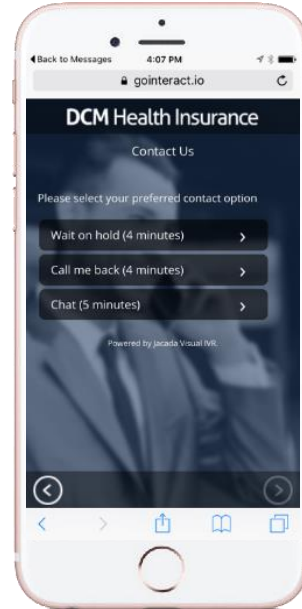 Back to Messages 4:07 PM
gointeract.io
DCM Health Insurance
Contact Us
Please select your preferred contact option
Wait on hold (4 minutes)
Call me back (4 minutes)
Chat (5 minutes)
Powered by Jacada Visual IVR.